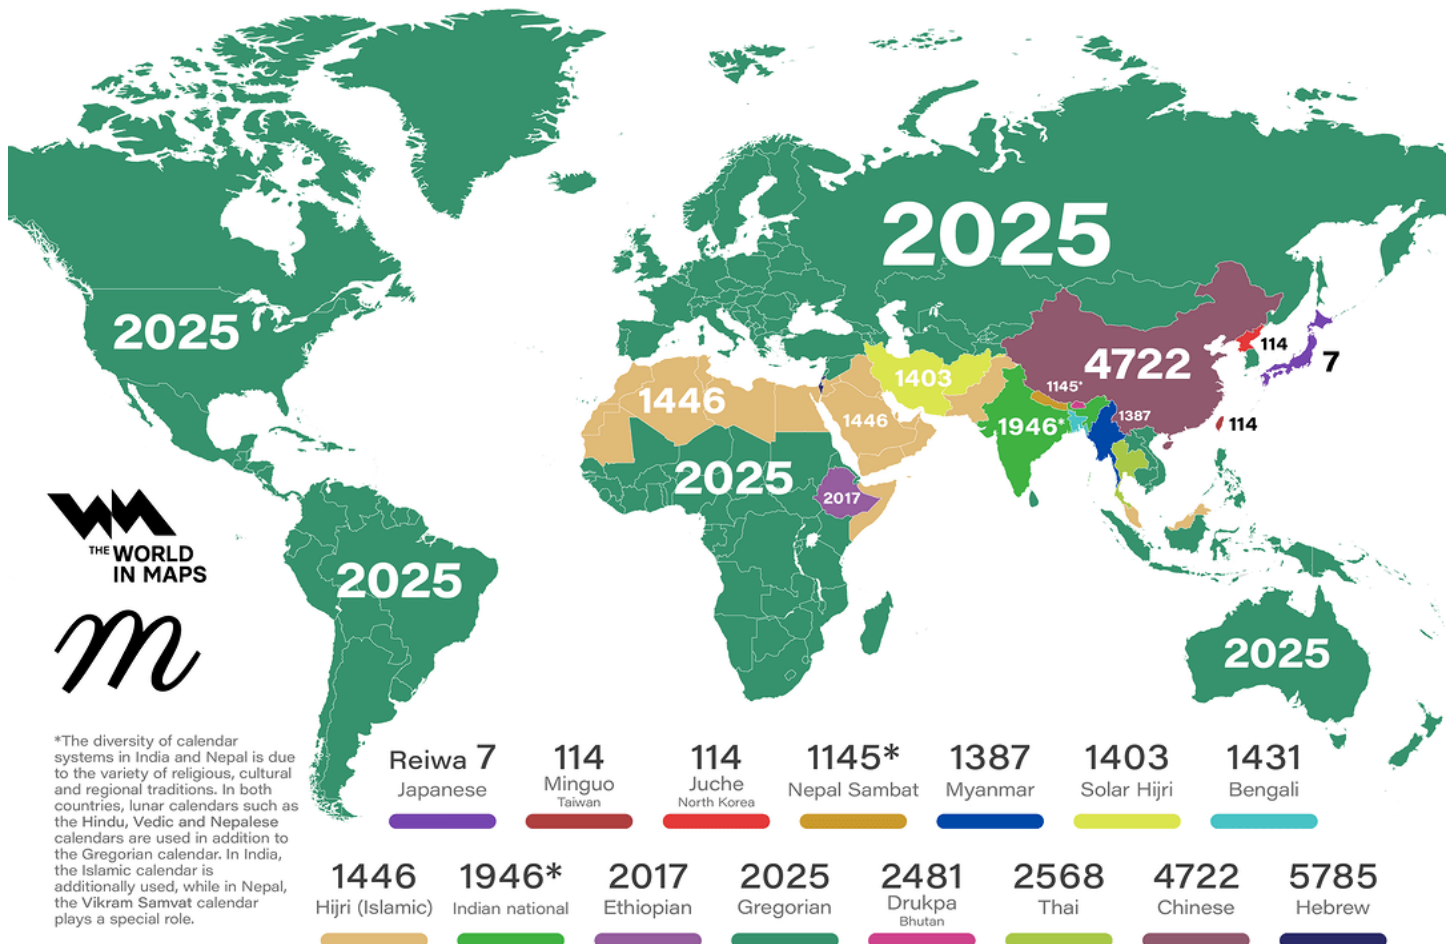 2025
2025
4722
114
7
1403
1145*
1446
1446
1946*
1387
114
2025
2017
2025
2025
THE WORLD
IN MAPS
m
*The diversity of calendar
systems in India and Nepal is due
to the variety of religious, cultural
and regional traditions. In both
countries, lunar calendars such as
the Hindu, Vedic and Nepalese
calendars are used in addition to
the Gregorian calendar. In India,
the Islamic calendar is
additionally used, while in Nepal,
the Vikram Samvat calendar
plays a special role.
Reiwa 7
Japanese
114
Minguo
Taiwan
114
Juche
North Korea
1145*
Nepal Sambat
1387
Myanmar
1403
Solar Hijri
1431
Bengali
1446
Hijri (Islamic)
1946*
Indian national
2017
Ethiopian
2025
Gregorian
2481
Drukpa
Bhutan
2568
Thai
4722
Chinese
5785
Hebrew